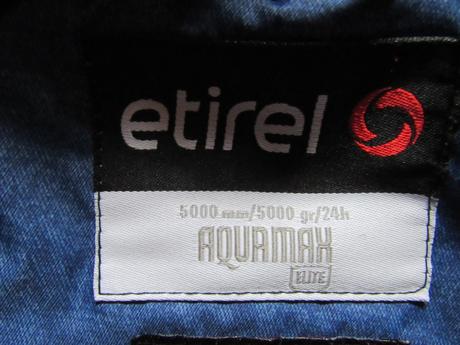 etirel
5000 mm/5000 gr/24h
AQUAMAX
ELITE